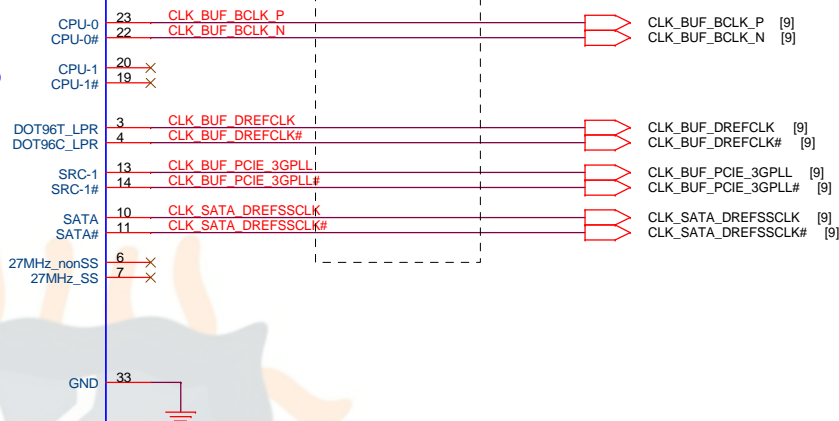 CPU-0 23 CLK_BUF_BCLK_P CLK_BUF_BCLK_P [9]
CPU-0# 22 CLK_BUF_BCLK_N CLK_BUF_BCLK_N [9]
CPU-1 20
CPU-1# 19
DOT96T_LPR 3 CLK_BUF_DREFCLK CLK_BUF_DREFCLK [9]
DOT96C_LPR 4 CLK_BUF_DREFCLK# CLK_BUF_DREFCLK# [9]
SRC-1 13 CLK_BUF_PCIE_3GPLL CLK_BUF_PCIE_3GPLL [9]
SRC-1# 14 CLK_BUF_PCIE_3GPLL# CLK_BUF_PCIE_3GPLL# [9]
SATA 10 CLK_SATA_DREFSSCLK CLK_SATA_DREFSSCLK [9]
SATA# 11 CLK_SATA_DREFSSCLK# CLK_SATA_DREFSSCLK# [9]
27MHz_nonSS 6
27MHz_SS 7
GND 33